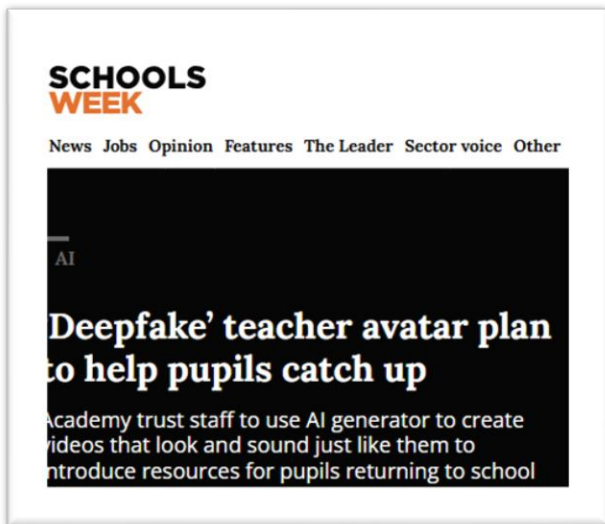 SCHOOLS
WEEK
News Jobs Opinion Features The Leader Sector voice Other
AI
Deepfake’ teacher avatar plan
to help pupils catch up
Academy trust staff to use AI generator to create
videos that look and sound just like them to
ntroduce resources for pupils returning to school